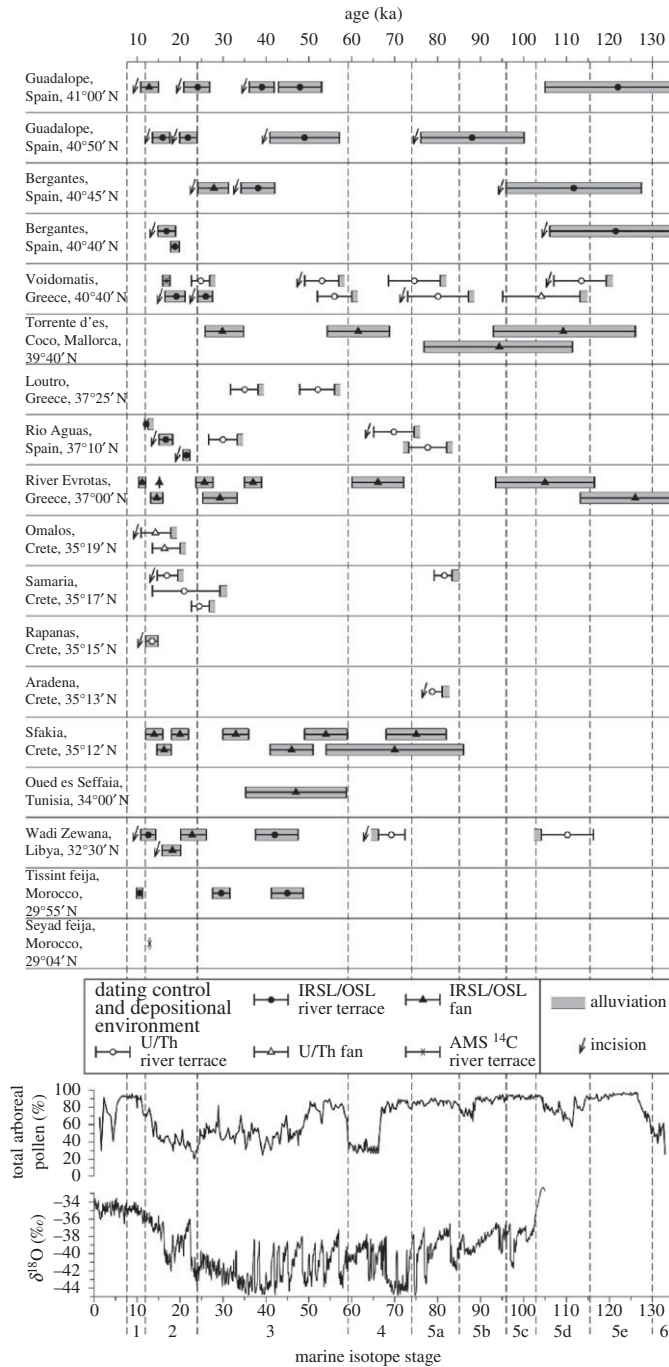 age (ka)
10 20 30 40 50 60 70 80 90 100 110 120 130
Guadalope,
Spain, 41°00′N
Guadalope,
Spain, 40°50′N
Bergantes,
Spain, 40°45′N
Bergantes,
Spain, 40°40′N
Voidomatis,
Greece, 40°40′N
Torrente d’es,
Coco, Mallorca,
39°40′N
Loutro,
Greece, 37°25′N
Rio Aguas,
Spain, 37°10′N
River Evrotas,
Greece, 37°00′N
Omalos,
Crete, 35°19′N
Samaria,
Crete, 35°17′N
Rapanas,
Crete, 35°15′N
Aradena,
Crete, 35°13′N
Sfakia,
Crete, 35°12′N
Oued es Seffaia,
Tunisia, 34°00′N
Wadi Zewana,
Libya, 32°30′N
Tissint feija,
Morocco,
29°55′N
Seyad feija,
Morocco,
29°04′N
dating control
and depositional
environment
IRSL/OSL
river terrace
IRSL/OSL
fan
U/Th
river terrace
U/Th fan
AMS ¹⁴C
river terrace
alluviation
incision
total arboreal
pollen (%)
100
80
60
40
20
0
δ¹⁸O (‰)
–34
–36
–38
–40
–42
–44
0 10 20 30 40 50 60 70 80 90 100 110 120 130
1 2 3 4 5a 5b 5c 5d 5e 6
marine isotope stage